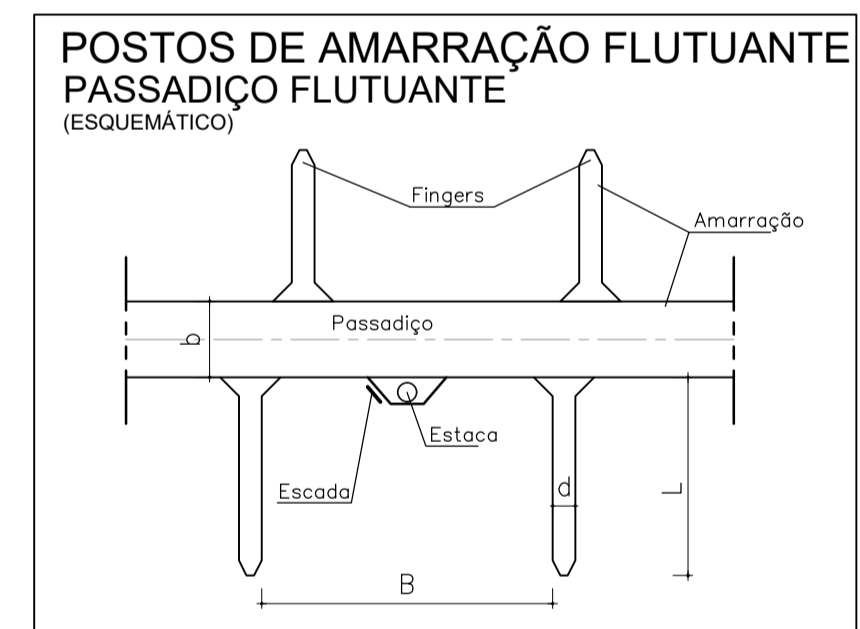 POSTOS DE AMARRAÇÃO FLUTUANTE
PASSADIÇO FLUTUANTE
(ESQUEMÁTICO)
Fingers
Amarração
Passadiço
b
Estaca
Escada
d
L
B